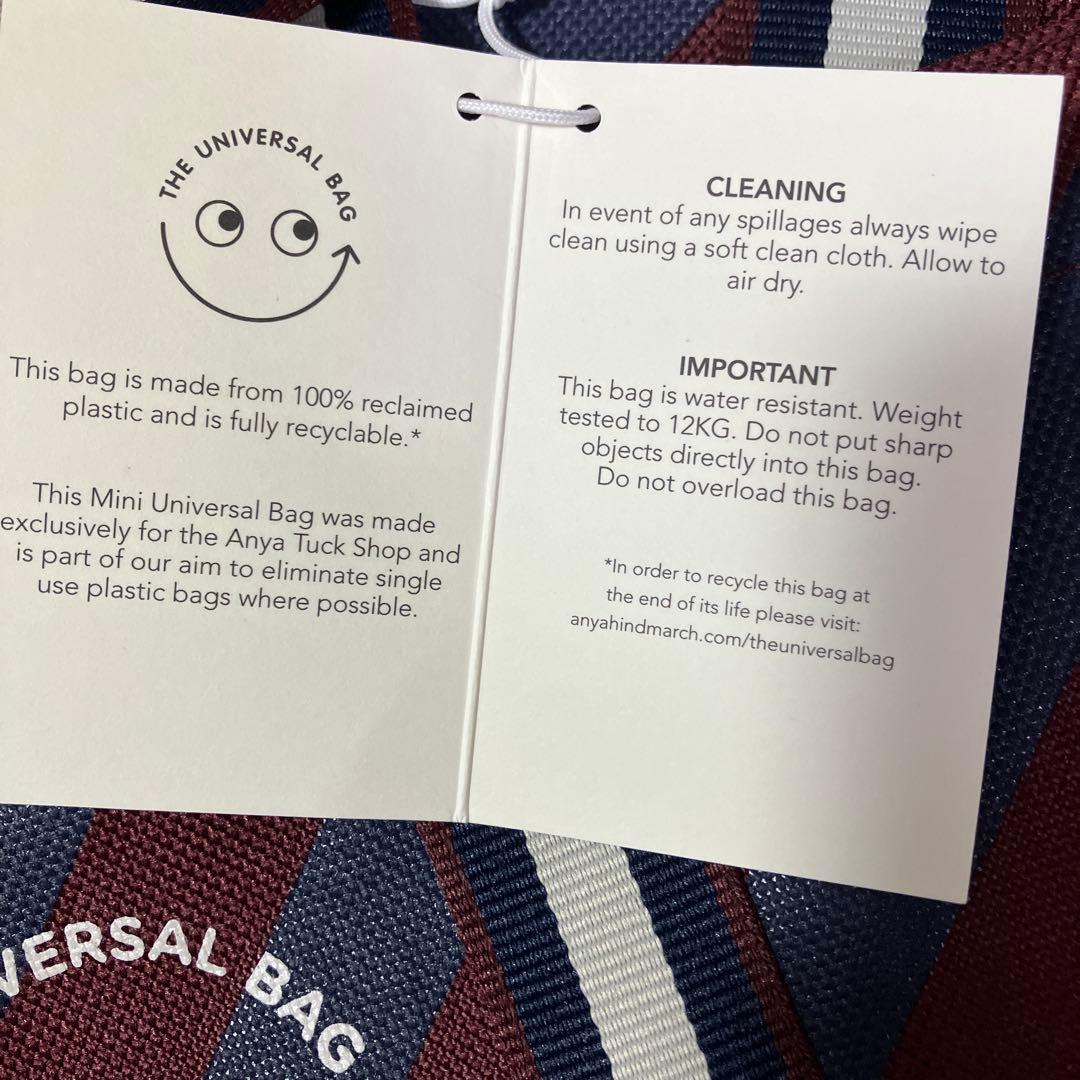 THE UNIVERSAL BAG
This bag is made from 100% reclaimed
plastic and is fully recyclable.*
This Mini Universal Bag was made
exclusively for the Anya Tuck Shop and
is part of our aim to eliminate single
use plastic bags where possible.
CLEANING
In event of any spillages always wipe
clean using a soft clean cloth. Allow to
air dry.
IMPORTANT
This bag is water resistant. Weight
tested to 12KG. Do not put sharp
objects directly into this bag.
Do not overload this bag.
*In order to recycle this bag at
the end of its life please visit:
anyahindmarch.com/theuniversalbag
VERSAL BAG